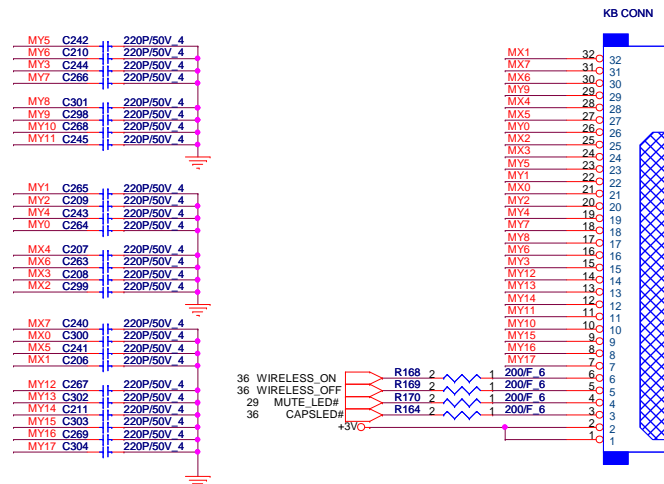 KB CONN
MY5 C242 220P/50V_4
MY6 C210 220P/50V_4
MY3 C244 220P/50V_4
MY7 C266 220P/50V_4
MY8 C301 220P/50V_4
MY9 C298 220P/50V_4
MY10 C268 220P/50V_4
MY11 C245 220P/50V_4
MY1 C265 220P/50V_4
MY2 C209 220P/50V_4
MY4 C243 220P/50V_4
MY0 C264 220P/50V_4
MX4 C207 220P/50V_4
MX6 C263 220P/50V_4
MX3 C208 220P/50V_4
MX2 C299 220P/50V_4
MX7 C240 220P/50V_4
MX0 C300 220P/50V_4
MX5 C241 220P/50V_4
MX1 C206 220P/50V_4
MY12 C267 220P/50V_4
MY13 C302 220P/50V_4
MY14 C211 220P/50V_4
MY15 C303 220P/50V_4
MY16 C269 220P/50V_4
MY17 C304 220P/50V_4
MX1 32 32
MX7 31 31
MX6 30 30
MY9 29 29
MX4 28 28
MX5 27 27
MY0 26 26
MX2 25 25
MX3 24 24
MY5 23 23
MY1 22 22
MX0 21 21
MY2 20 20
MY4 19 19
MY7 18 18
MY8 17 17
MY6 16 16
MY3 15 15
MY12 14 14
MY13 13 13
MY14 12 12
MY11 11 11
MY10 10 10
MY15 9 9
MY16 8 8
MY17 7 7
36 WIRELESS_ON R168 2 1 200/F_6 6 6
36 WIRELESS_OFF R169 2 1 200/F_6 5 5
29 MUTE_LED# R170 2 1 200/F_6 4 4
36 CAPSLED# R164 2 1 200/F_6 3 3
+3V 2 2
1 1